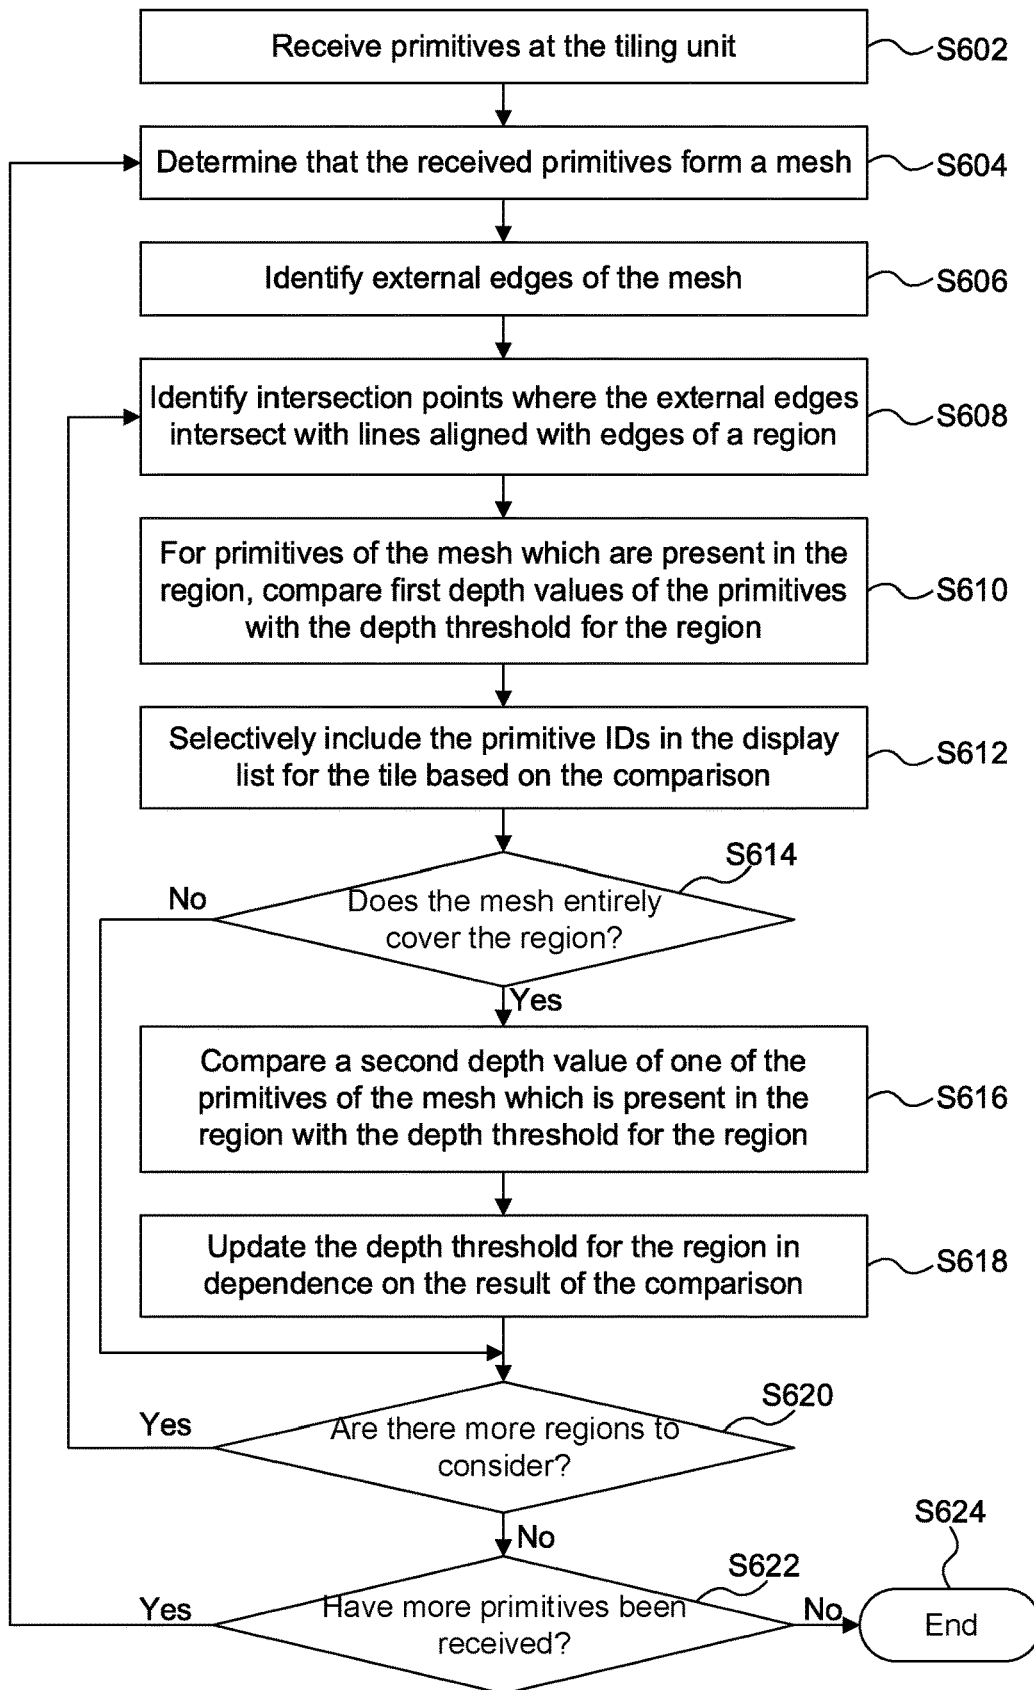 Receive primitives at the tiling unit
S602
Determine that the received primitives form a mesh
S604
Identify external edges of the mesh
S606
Identify intersection points where the external edges
intersect with lines aligned with edges of a region
S608
For primitives of the mesh which are present in the
region, compare first depth values of the primitives
with the depth threshold for the region
S610
Selectively include the primitive IDs in the display
list for the tile based on the comparison
S612
S614
No
Does the mesh entirely
cover the region?
Yes
Compare a second depth value of one of the
primitives of the mesh which is present in the
region with the depth threshold for the region
S616
Update the depth threshold for the region in
dependence on the result of the comparison
S618
S620
Yes
Are there more regions to
consider?
No
S624
S622
Yes
Have more primitives been
received?
No
End